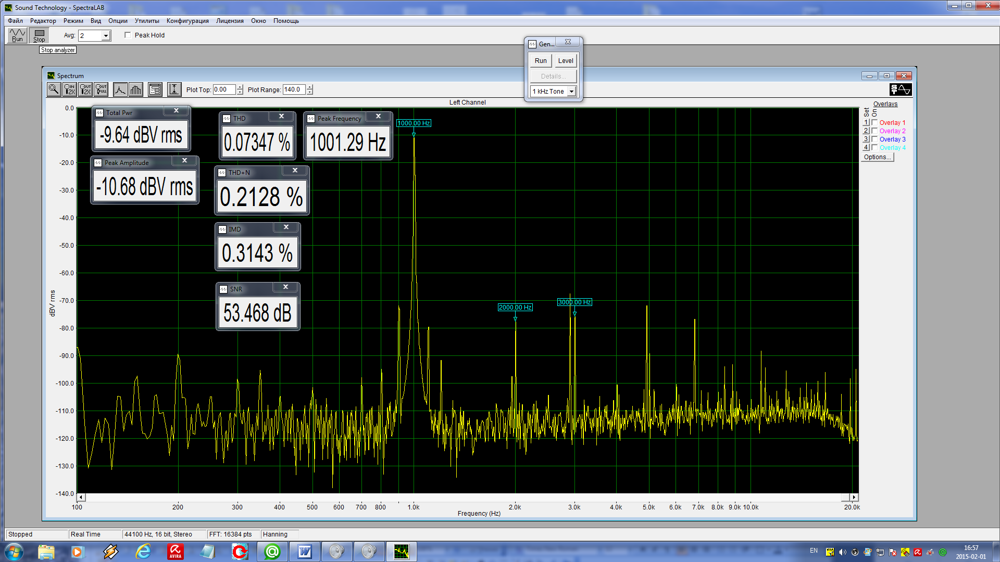 Sound Technology - SpectraLAB
Файл Редактор Режим Вид Опции Утилиты Конфигурация Лицензия Окно Помощь
Run Stop Avg: 2 Peak Hold
Stop analyzer
Gen...
Run Level
Details...
1 kHz Tone
Spectrum
IN 2X OUT 2X OUT FULL Plot Top: 0.00 Plot Range: 140.0
Left Channel
Overlays
Set On
1 Overlay 1
2 Overlay 2
3 Overlay 3
4 Overlay 4
Options...
Total Pwr
-9.64 dBV rms
Peak Amplitude
-10.68 dBV rms
THD
0.07347 %
Peak Frequency
1001.29 Hz
THD+N
0.2128 %
IMD
0.3143 %
SNR
53.468 dB
1000.00 Hz
2000.00 Hz
3000.00 Hz
dBV rms
0.0
-10.0
-20.0
-30.0
-40.0
-50.0
-60.0
-70.0
-80.0
-90.0
-100.0
-110.0
-120.0
-130.0
-140.0
100 200 300 400 500 600 700 800 1.0k 2.0k 3.0k 4.0k 5.0k 6.0k 7.0k 8.0k 9.0k 10.0k 20.0k
Frequency (Hz)
Stopped Real Time 44100 Hz, 16 bit, Stereo FFT: 16384 pts Hanning
AVIRA
EN
16:57
2015-02-01